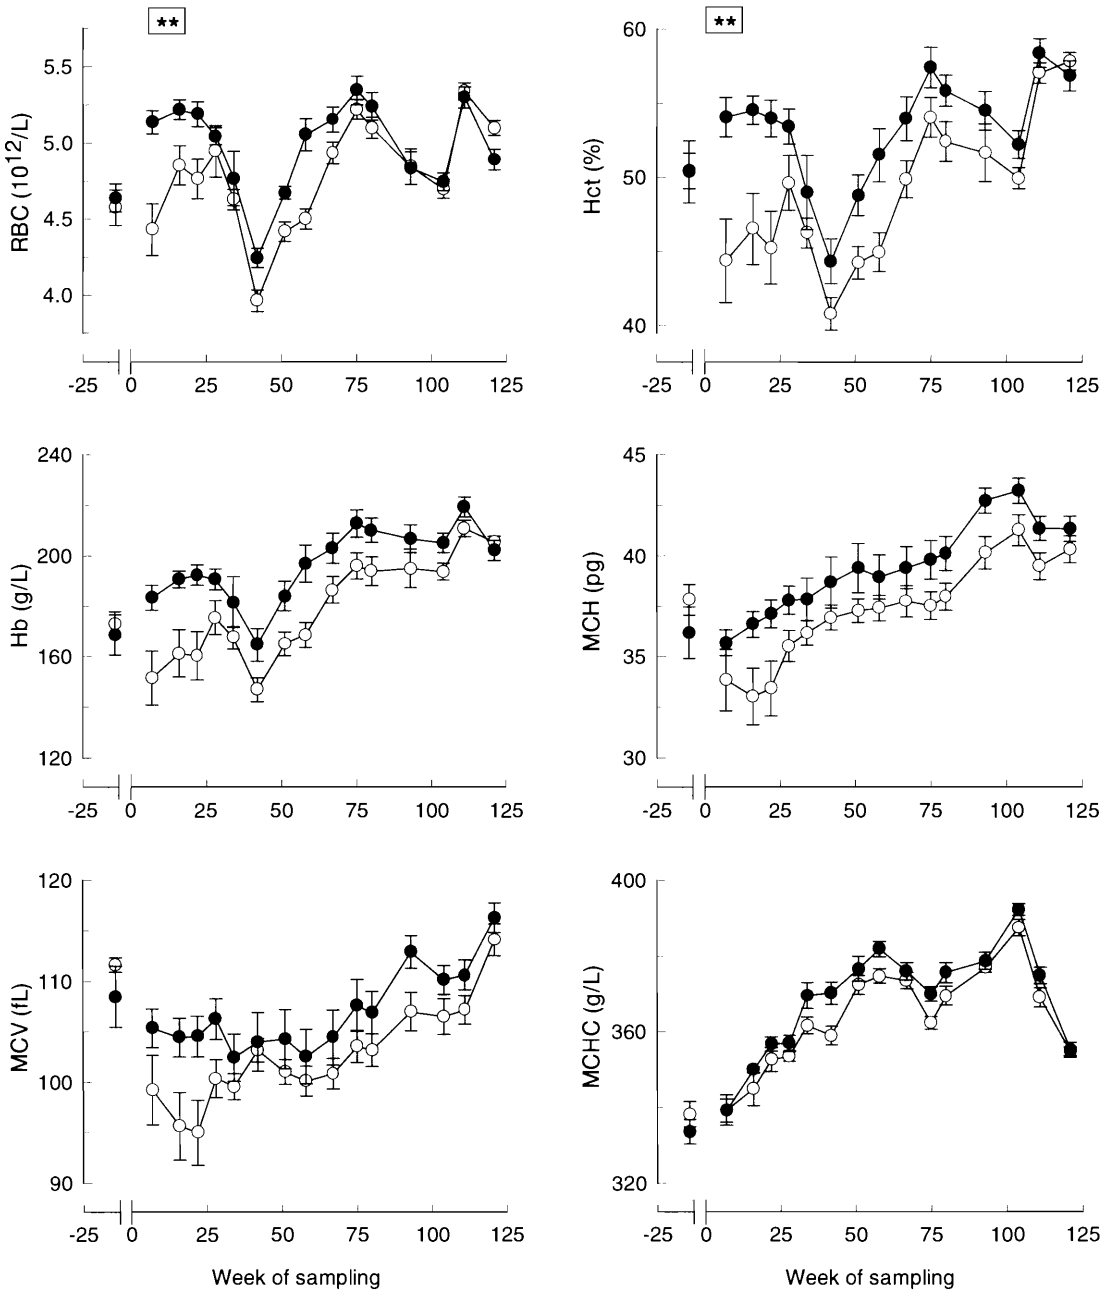 ** **
RBC (10¹²/L)
5.5
5.0
4.5
4.0
-25 0 25 50 75 100 125
Hct (%)
60
50
40
-25 0 25 50 75 100 125
Hb (g/L)
240
200
160
120
-25 0 25 50 75 100 125
MCH (pg)
45
40
35
30
-25 0 25 50 75 100 125
MCV (fL)
120
110
100
90
-25 0 25 50 75 100 125
Week of sampling
MCHC (g/L)
400
360
320
-25 0 25 50 75 100 125
Week of sampling